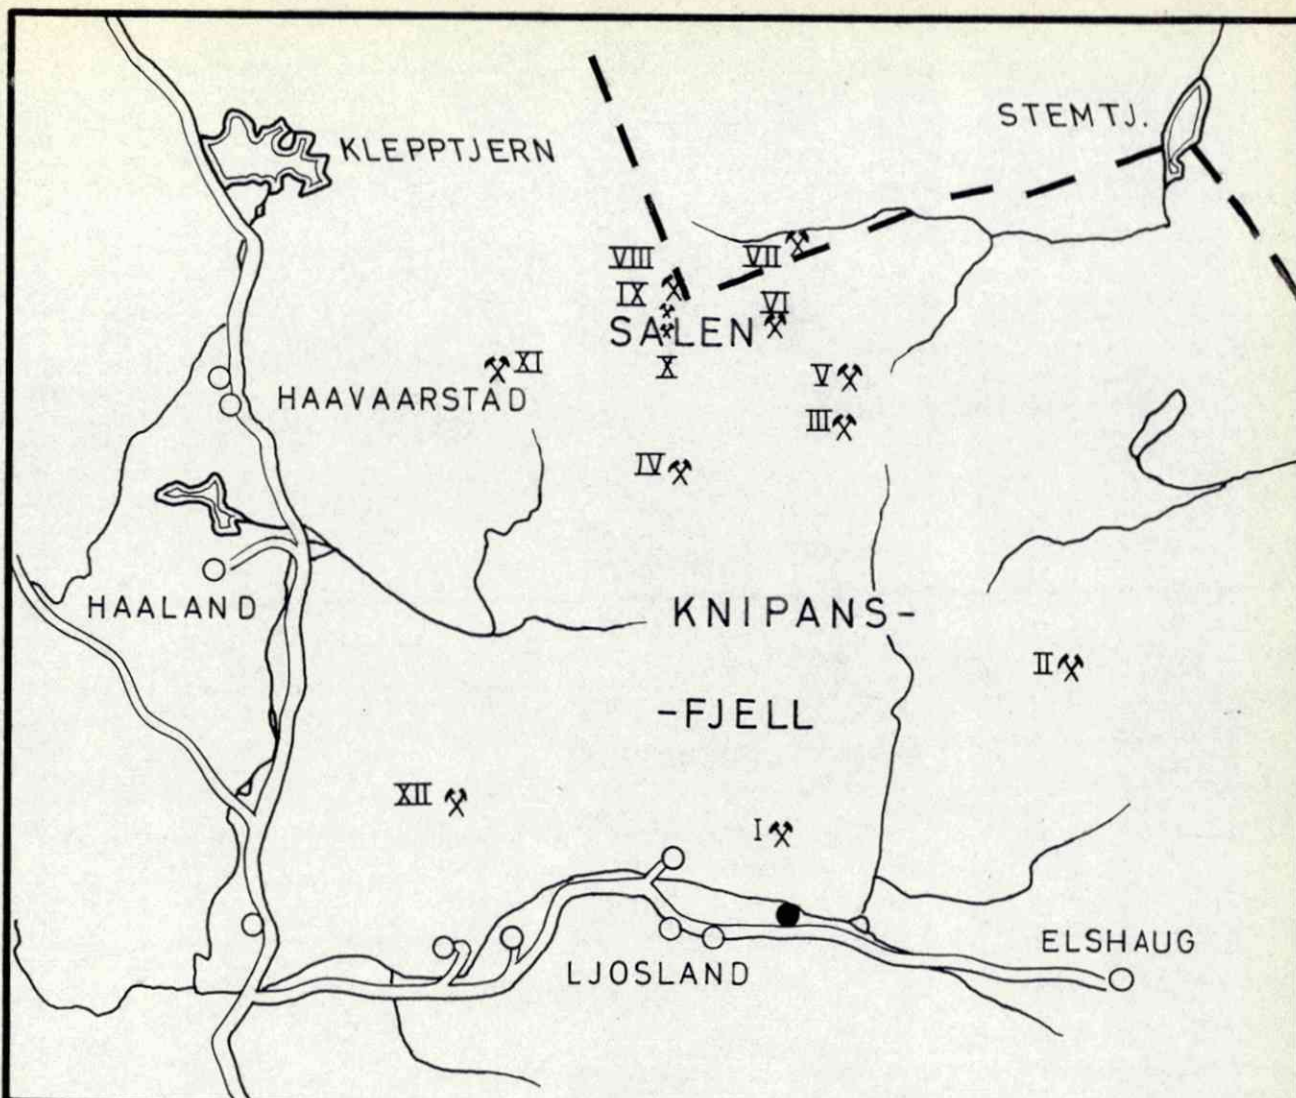 STEMTJ.
KLEPPTJERN
VIII
VII
IX
VI
SALEN
XI
X
V
HAAVAARSTAD
III
IV
HAALAND
KNIPANS-
II
-FJELL
XII
I
ELSHAUG
LJOSLAND